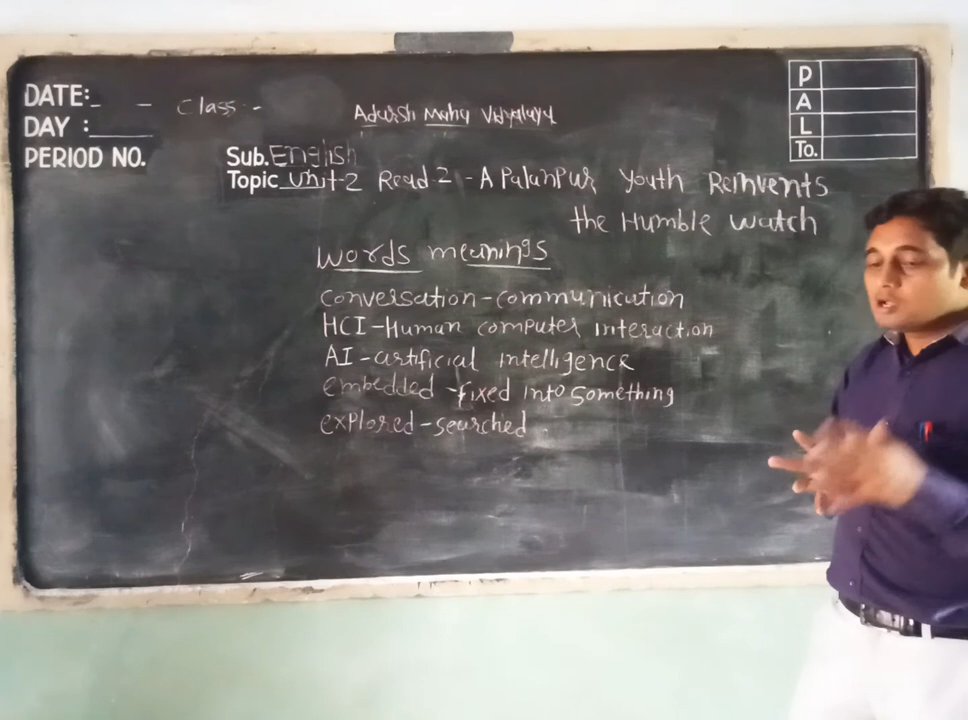 DATE:_ _ class -
DAY :
PERIOD NO.
Adarsh Maha Vidyalaya
P
A
L
To.
Sub. English
Topic Unit-2 Read-2 - A Palanpur Youth Reinvents
the Humble watch
words meanings
conversation - communication
HCI - Human computer interaction
AI - artificial intelligence
embedded - fixed into something
explored - searched .